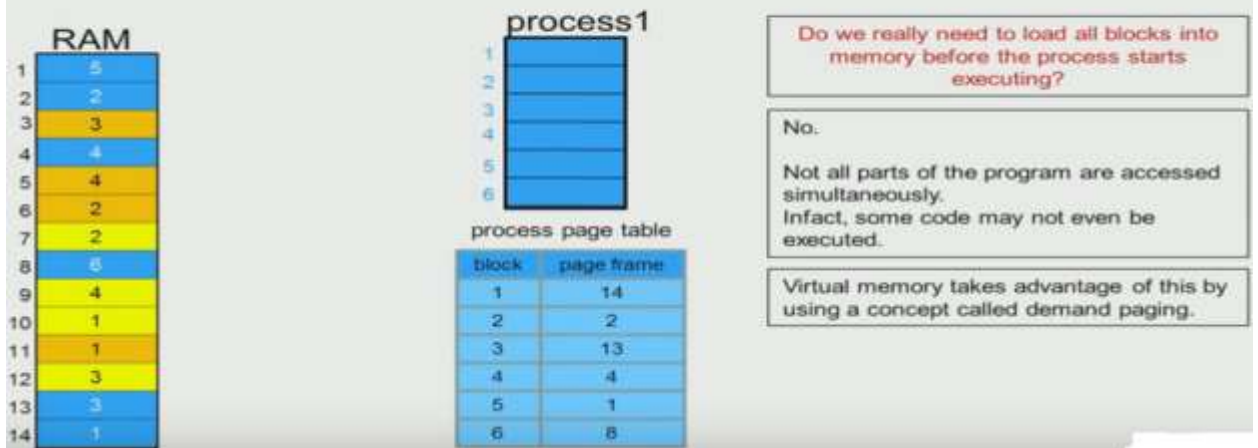 RAM
1 5
2 2
3 3
4 4
5 4
6 2
7 2
8 6
9 4
10 1
11 1
12 3
13 3
14 1
process1
1
2
3
4
5
6
process page table
block page frame
1 14
2 2
3 13
4 4
5 1
6 8
Do we really need to load all blocks into
memory before the process starts
executing?
No.
Not all parts of the program are accessed
simultaneously.
Infact, some code may not even be
executed.
Virtual memory takes advantage of this by
using a concept called demand paging.